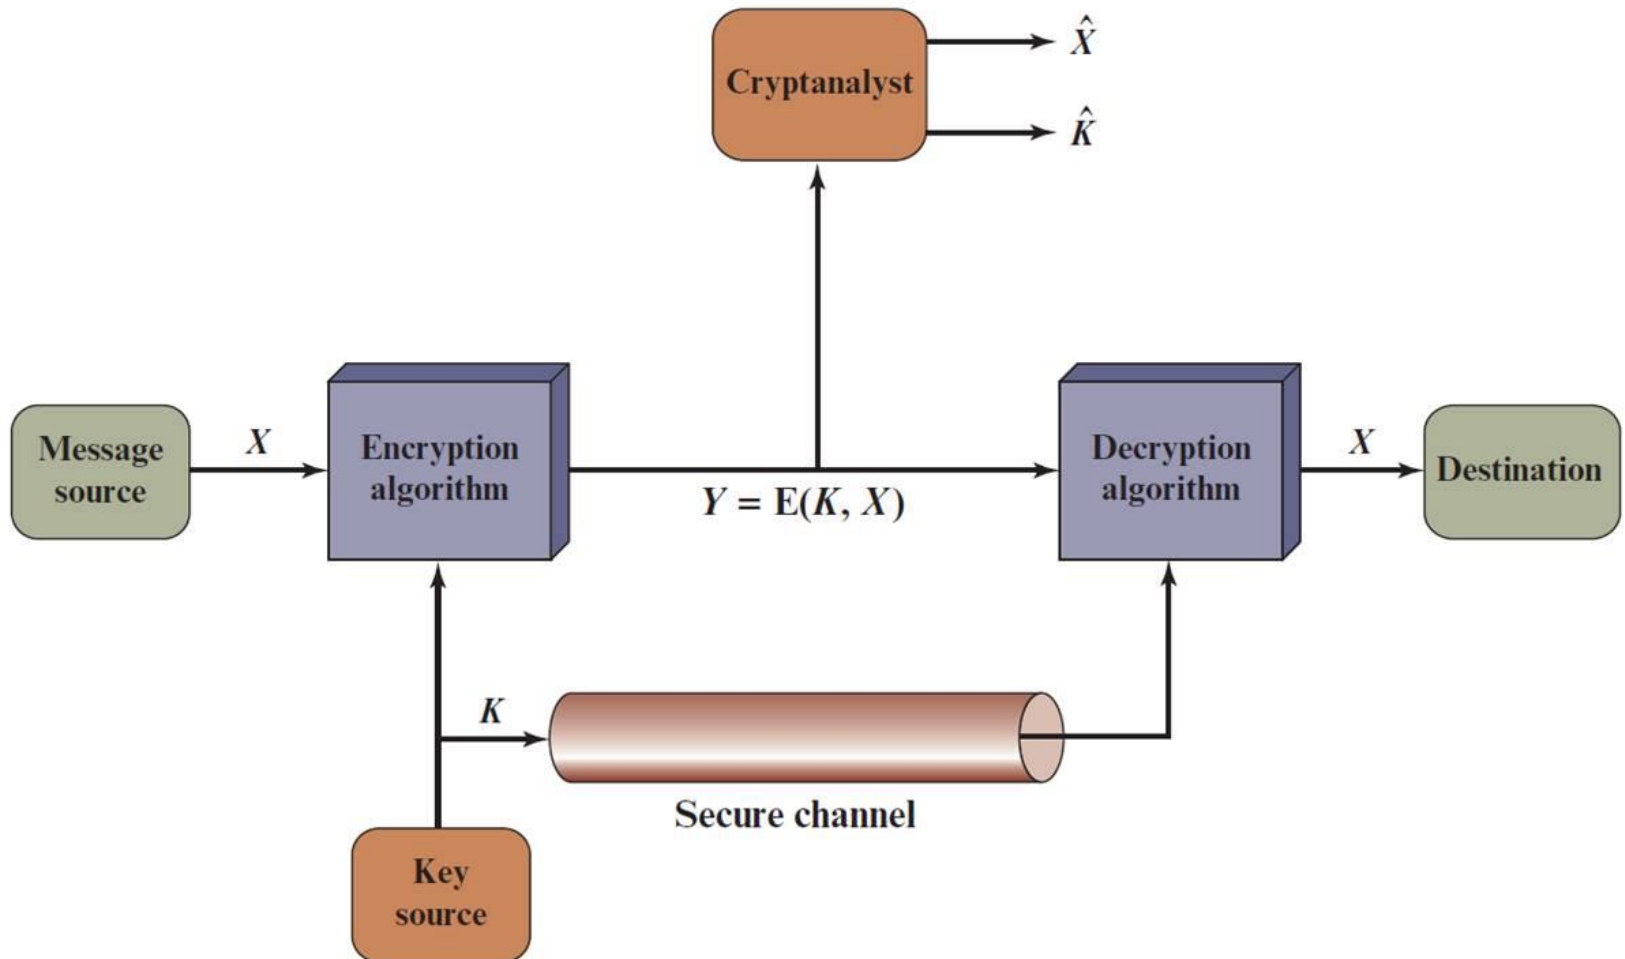 Cryptanalyst
X̂
K̂
Message
source
X
Encryption
algorithm
Y = E(K, X)
Decryption
algorithm
X
Destination
K
Secure channel
Key
source